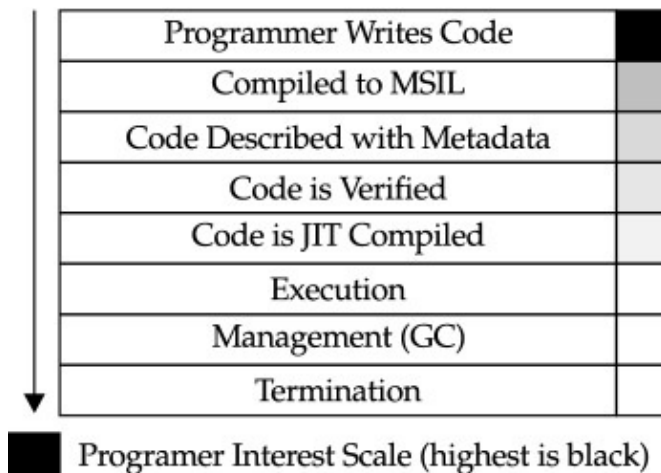 Programmer Writes Code
Compiled to MSIL
Code Described with Metadata
Code is Verified
Code is JIT Compiled
Execution
Management (GC)
Termination
Programer Interest Scale (highest is black)